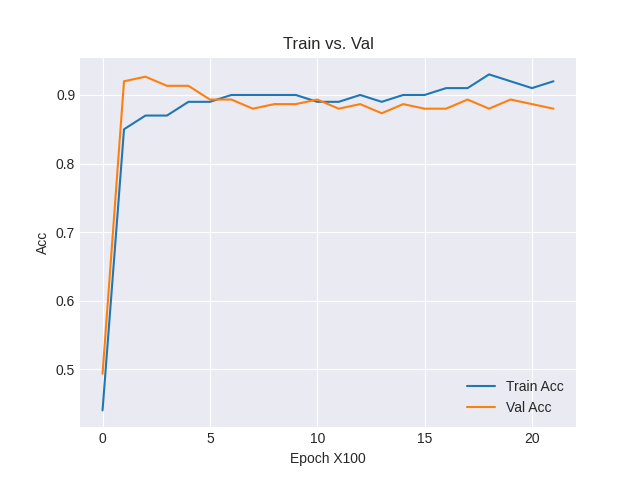 Train vs. Val
Acc
0.9
0.8
0.7
0.6
0.5
Train Acc
Val Acc
0 5 10 15 20
Epoch X100